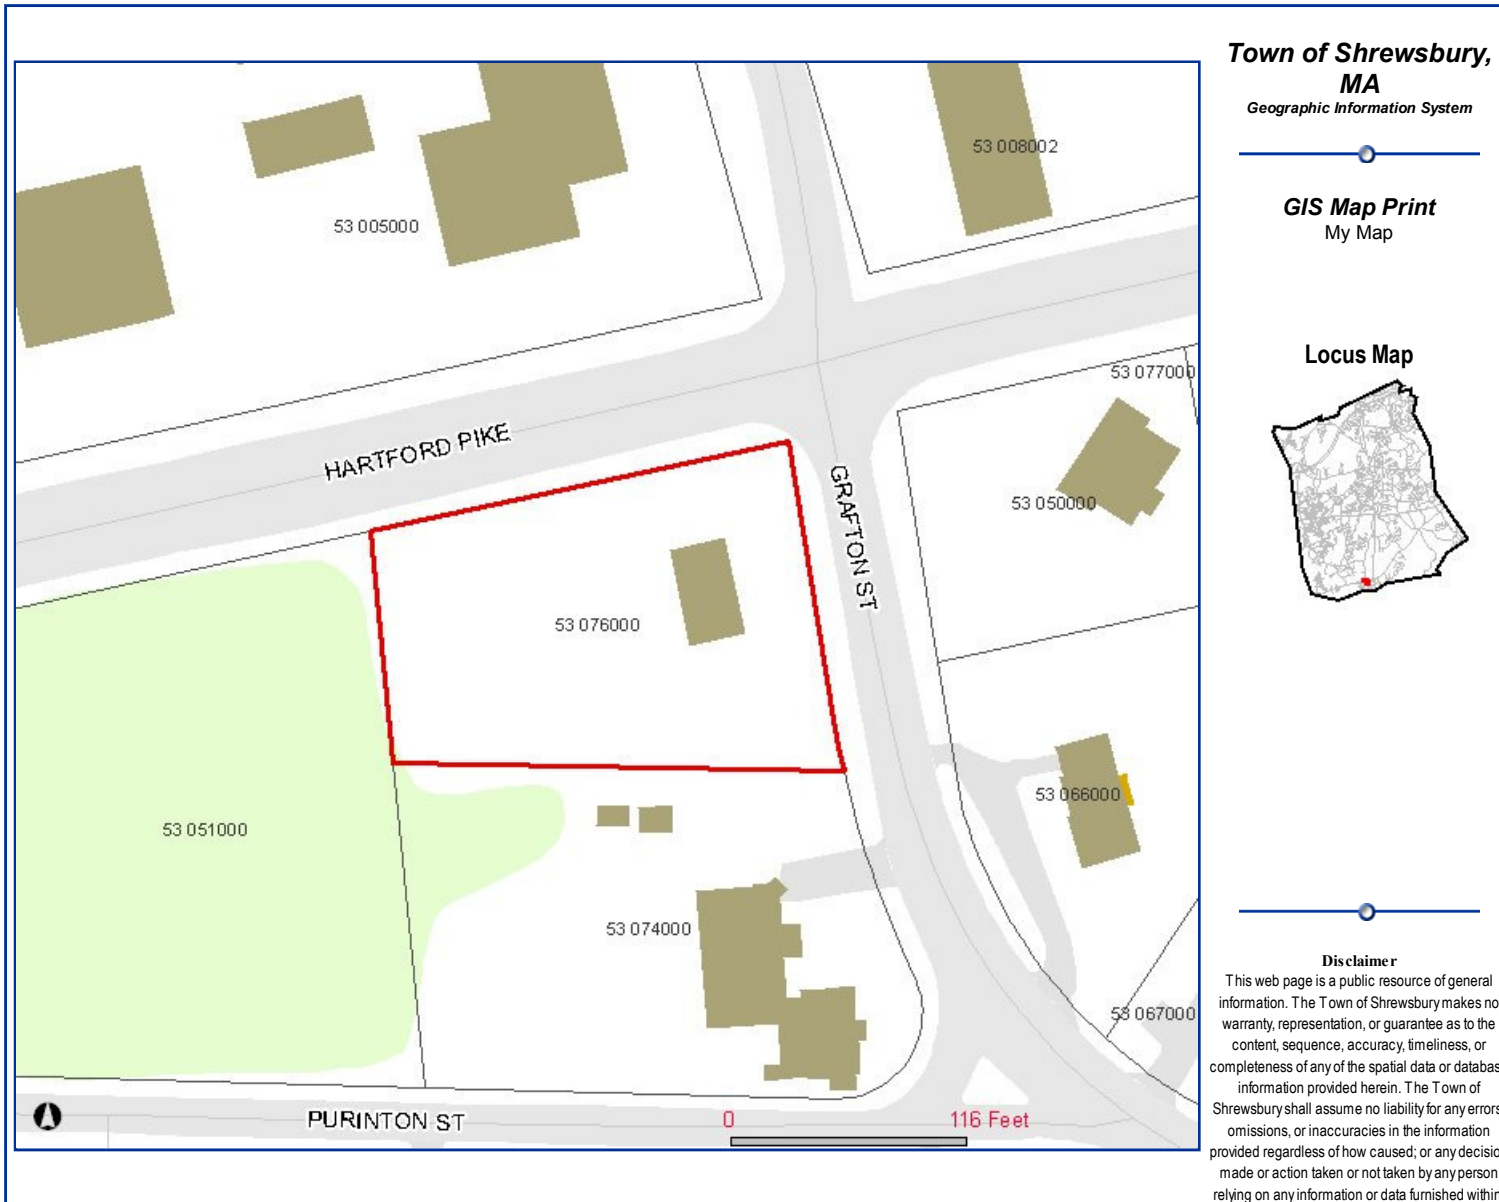 Town of Shrewsbury,
MA
Geographic Information System
GIS Map Print
My Map
Locus Map
53 008002
53 005000
53 077000
HARTFORD PIKE
GRAFTON ST
53 050000
53 076000
53 066000
53 051000
53 074000
53 067000
PURINTON ST
0 116 Feet
Disclaimer
This web page is a public resource of general
information. The Town of Shrewsbury makes no
warranty, representation, or guarantee as to the
content, sequence, accuracy, timeliness, or
completeness of any of the spatial data or databas
information provided herein. The Town of
Shrewsbury shall assume no liability for any errors
omissions, or inaccuracies in the information
provided regardless of how caused; or any decisio
made or action taken or not taken by any person
relying on any information or data furnished within